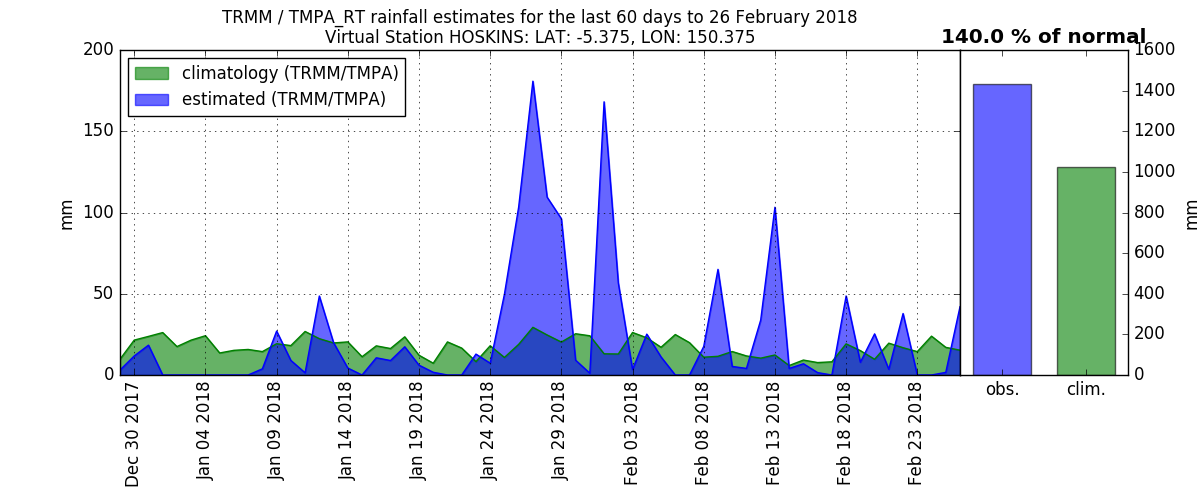 TRMM / TMPA_RT rainfall estimates for the last 60 days to 26 February 2018
Virtual Station HOSKINS: LAT: -5.375, LON: 150.375
140.0 % of normal
climatology (TRMM/TMPA)
estimated (TRMM/TMPA)
200
150
100
50
0
mm
1600
1400
1200
1000
800
600
400
200
0
mm
Dec 30 2017
Jan 04 2018
Jan 09 2018
Jan 14 2018
Jan 19 2018
Jan 24 2018
Jan 29 2018
Feb 03 2018
Feb 08 2018
Feb 13 2018
Feb 18 2018
Feb 23 2018
obs.
clim.